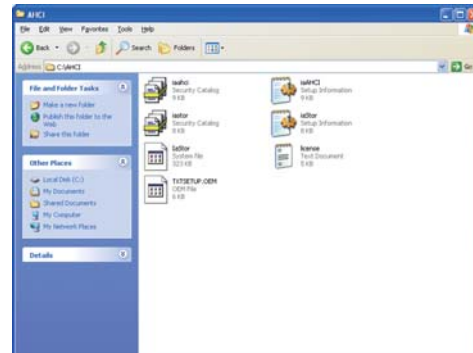 AHCI
File Edit View Favorites Tools Help
Back Search Folders
Address C:\AHCI Go
File and Folder Tasks
Make a new folder
Publish this folder to the Web
Share this folder
Other Places
Local Disk (C:)
My Documents
Shared Documents
My Computer
My Network Places
Details
iaahci
Security Catalog
9 KB
iaAHCI
Setup Information
9 KB
iastor
Security Catalog
8 KB
iaStor
Setup Information
8 KB
IaStor
System file
323 KB
license
Text Document
5 KB
TXTSETUP.OEM
OEM File
6 KB